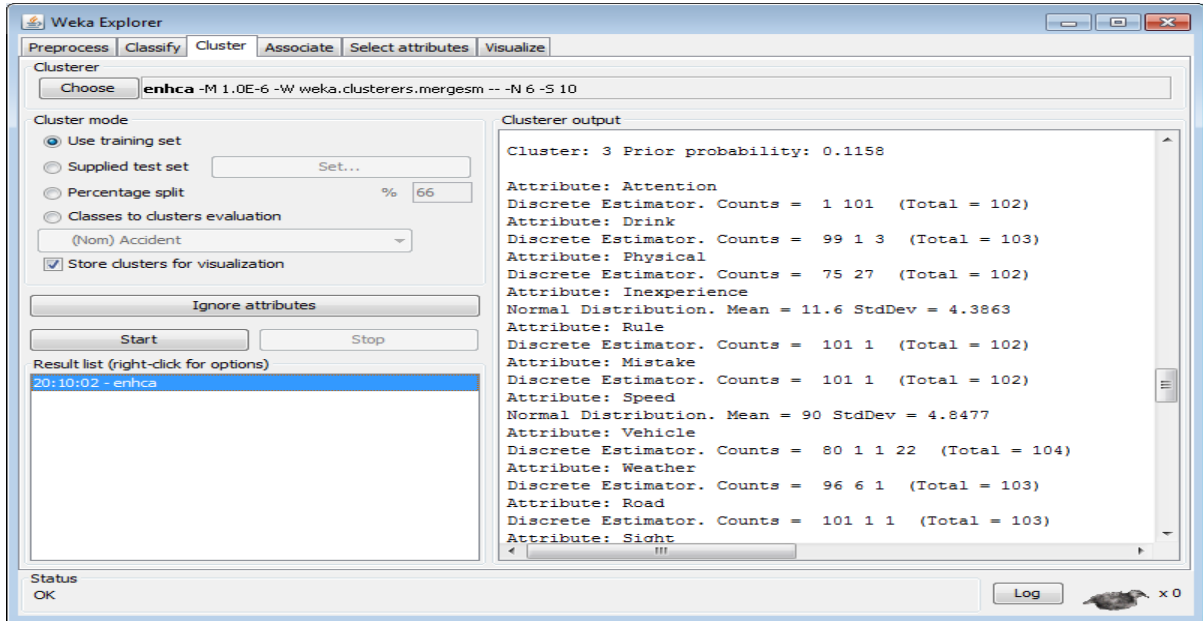 Weka Explorer
Preprocess Classify Cluster Associate Select attributes Visualize
Clusterer
Choose enhca -M 1.0E-6 -W weka.clusterers.mergesm -- -N 6 -S 10
Cluster mode
Use training set
Supplied test set Set...
Percentage split % 66
Classes to clusters evaluation
(Nom) Accident
Store clusters for visualization
Ignore attributes
Start Stop
Result list (right-click for options)
20:10:02 - enhca
Clusterer output
Cluster: 3 Prior probability: 0.1158
Attribute: Attention
Discrete Estimator. Counts = 1 101 (Total = 102)
Attribute: Drink
Discrete Estimator. Counts = 99 1 3 (Total = 103)
Attribute: Physical
Discrete Estimator. Counts = 75 27 (Total = 102)
Attribute: Inexperience
Normal Distribution. Mean = 11.6 StdDev = 4.3863
Attribute: Rule
Discrete Estimator. Counts = 101 1 (Total = 102)
Attribute: Mistake
Discrete Estimator. Counts = 101 1 (Total = 102)
Attribute: Speed
Normal Distribution. Mean = 90 StdDev = 4.8477
Attribute: Vehicle
Discrete Estimator. Counts = 80 1 1 22 (Total = 104)
Attribute: Weather
Discrete Estimator. Counts = 96 6 1 (Total = 103)
Attribute: Road
Discrete Estimator. Counts = 101 1 1 (Total = 103)
Attribute: Sight
Status
OK
Log x 0